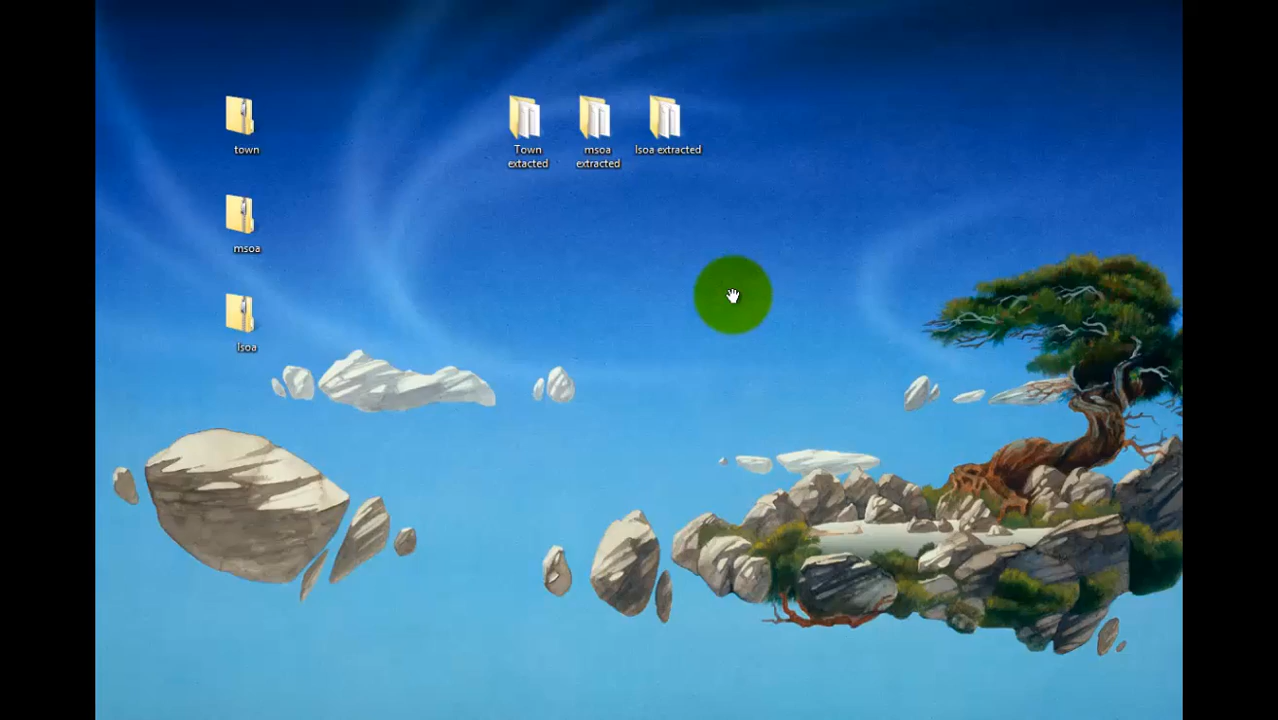 town
msoa
lsoa
Town
extacted
msoa
extracted
lsoa extracted